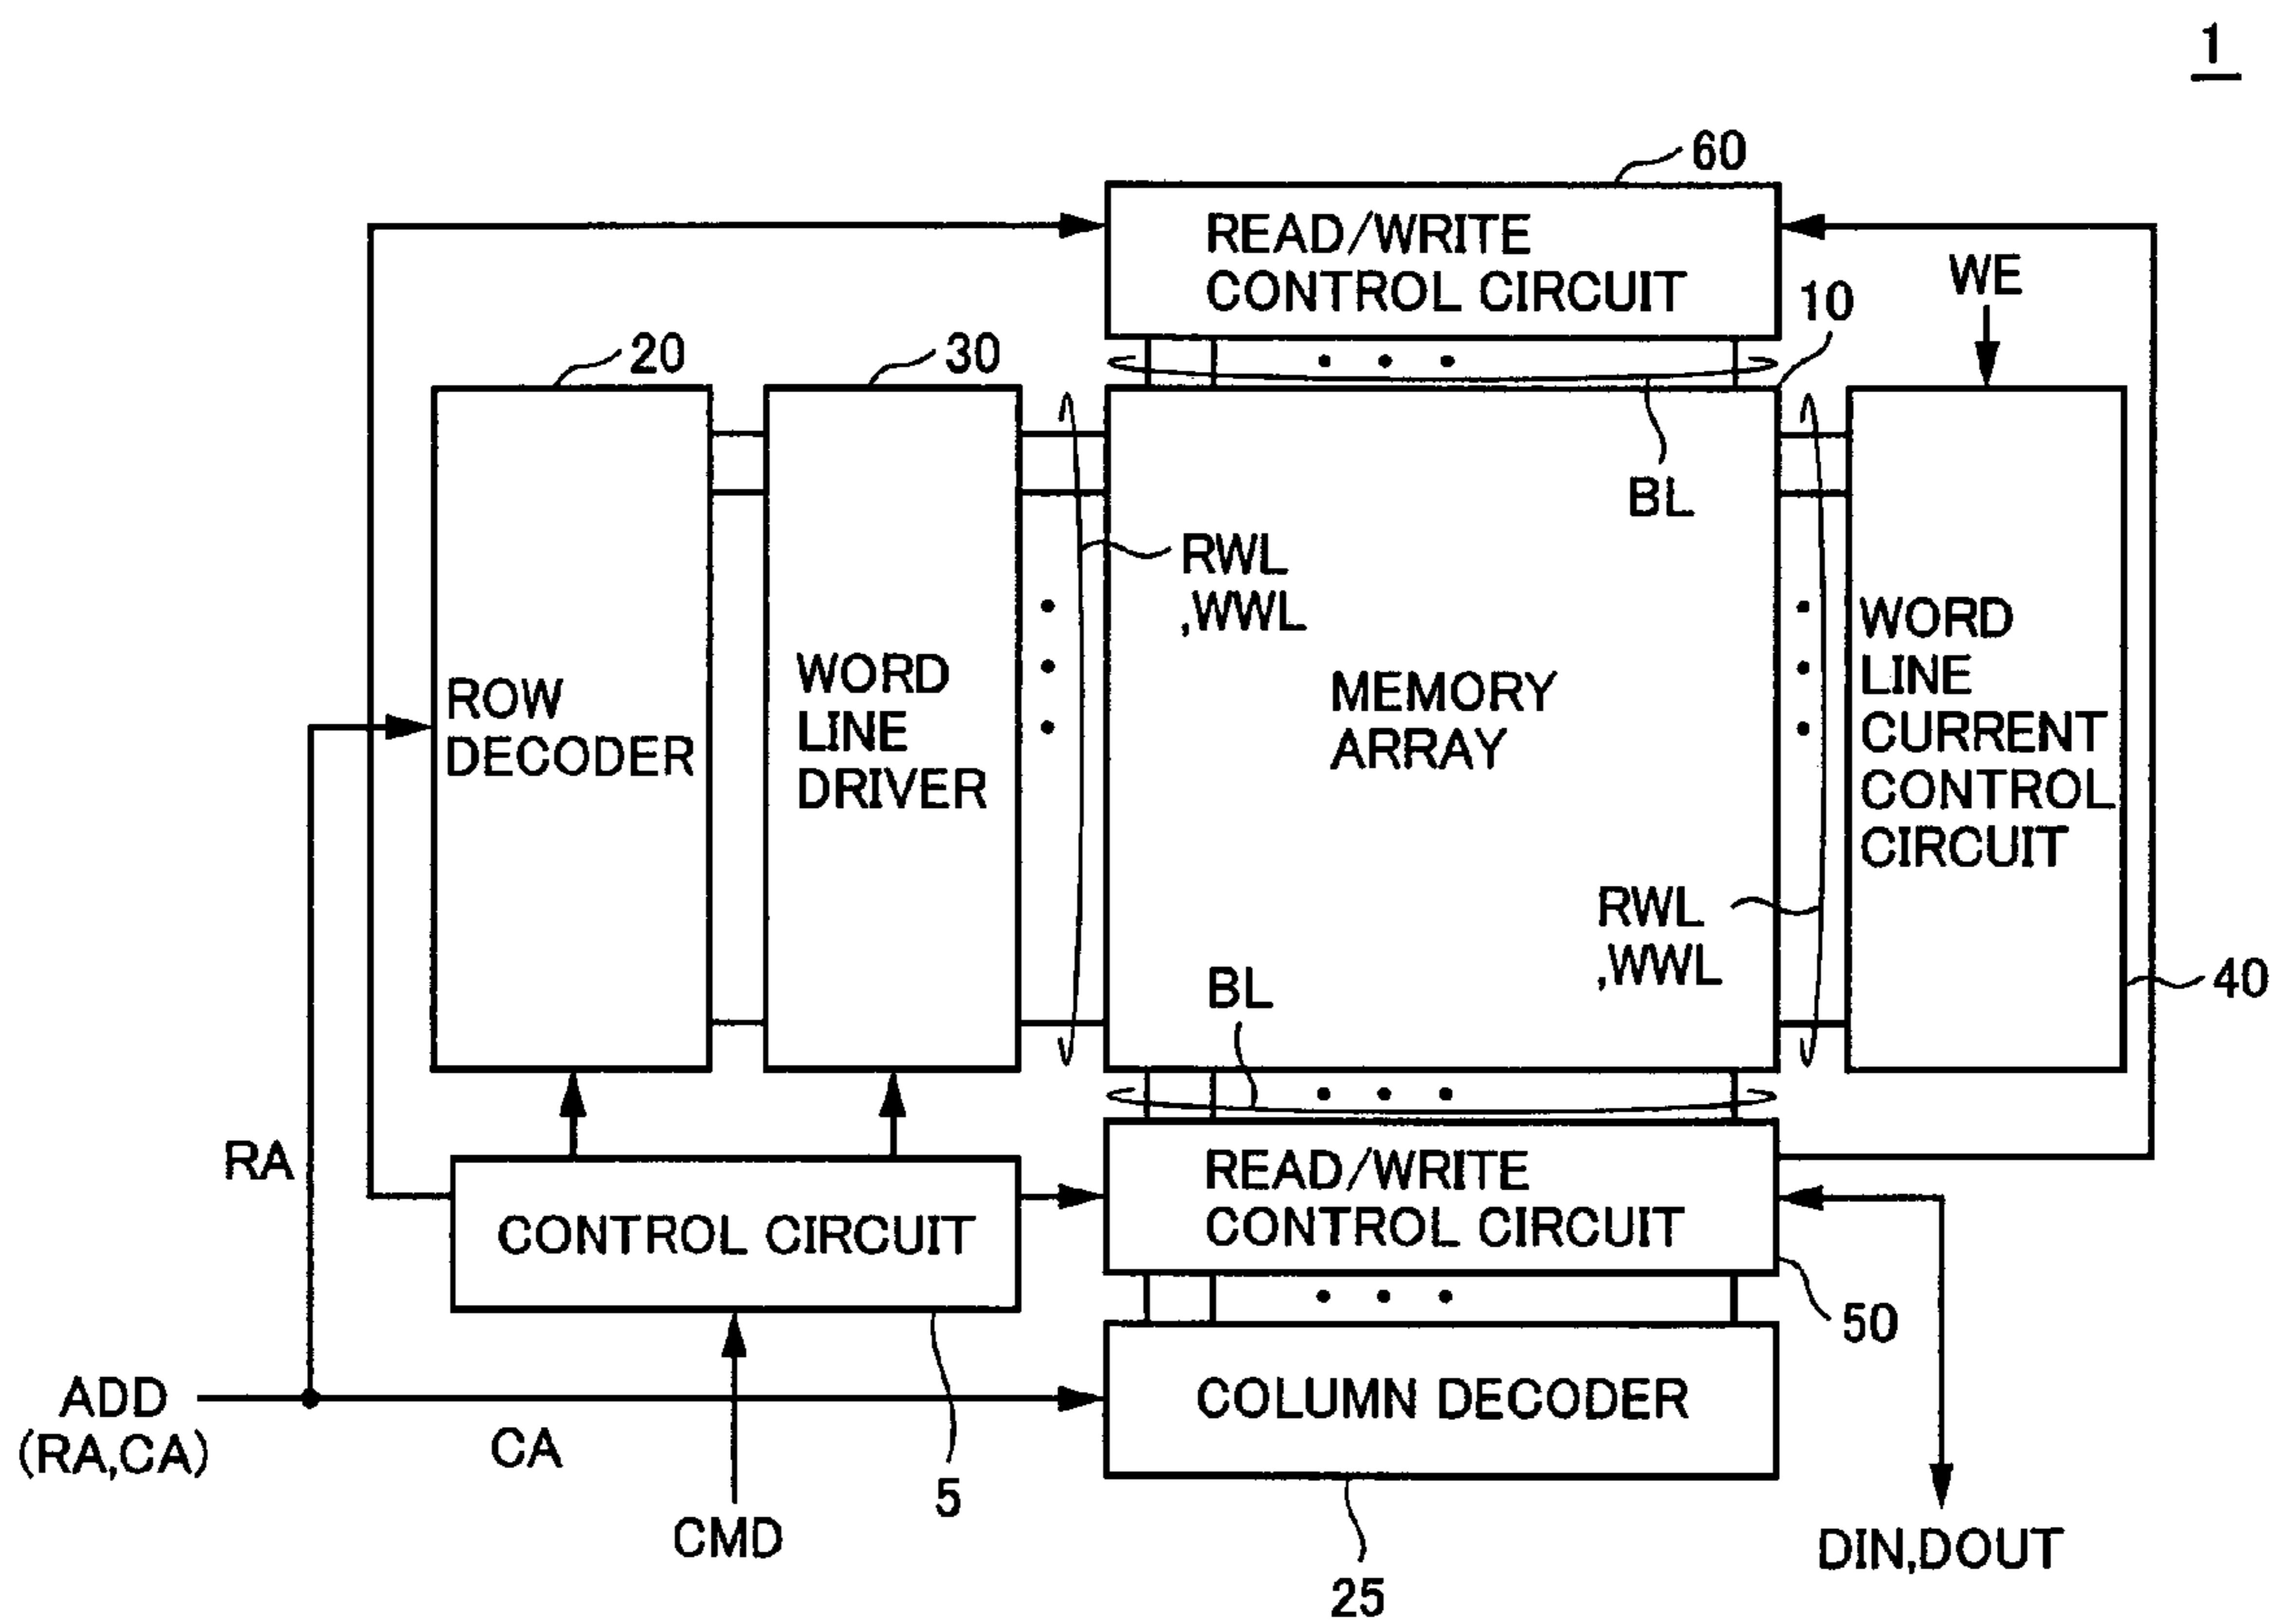 1
60
READ/WRITE
CONTROL CIRCUIT
WE
10
20
30
BL
RWL
,WWL
ROW
DECODER
WORD
LINE
DRIVER
MEMORY
ARRAY
WORD
LINE
CURRENT
CONTROL
CIRCUIT
RWL
,WWL
BL
40
RA
READ/WRITE
CONTROL CIRCUIT
CONTROL CIRCUIT
50
ADD
(RA,CA)
CA
5
COLUMN DECODER
CMD
25
DIN,DOUT